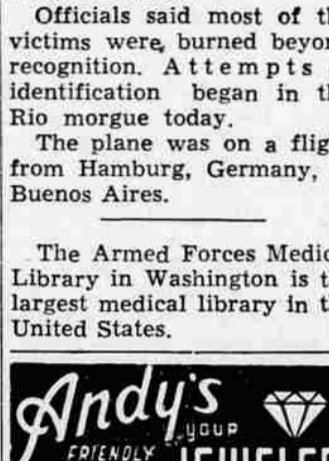 Officials said most of th
victims were, burned beyon
recognition. Attempts
identification began in th
Rio morgue today.
The plane was on a flig
from Hamburg, Germany,
Buenos Aires.
The Armed Forces Medic
Library in Washington is t
largest medical library in t
United States.
Andy's
YOUR
FRIENDLY JEWELER